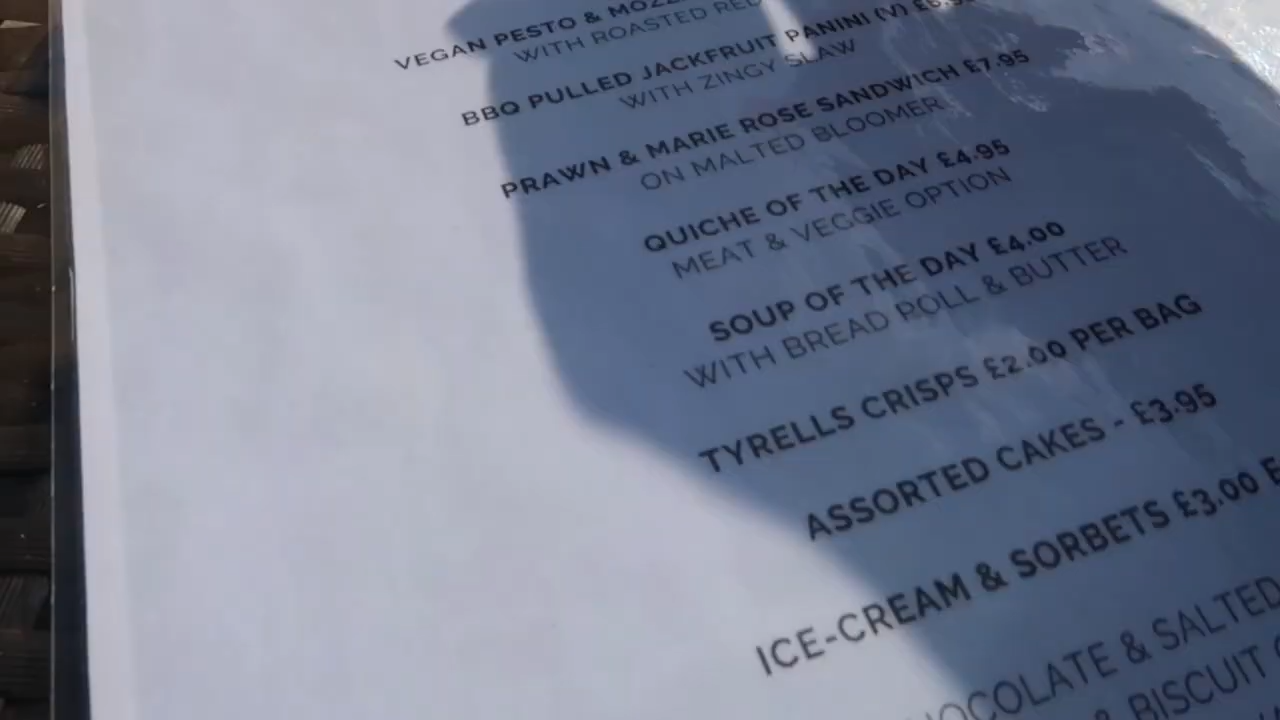 VEGAN PESTO &
WITH ROASTED RED
BBQ PULLED JACKFRUIT PANINI (V)
WITH ZINGY SLAW
PRAWN & MARIE ROSE SANDWICH £7.95
ON MALTED BLOOMER
QUICHE OF THE DAY £4.95
MEAT & VEGGIE OPTION
SOUP OF THE DAY £4.00
WITH BREAD ROLL & BUTTER
TYRELLS CRISPS £2.00 PER BAG
ASSORTED CAKES - £3.95
ICE-CREAM & SORBETS £3.00
& SALTED
& BISCUIT